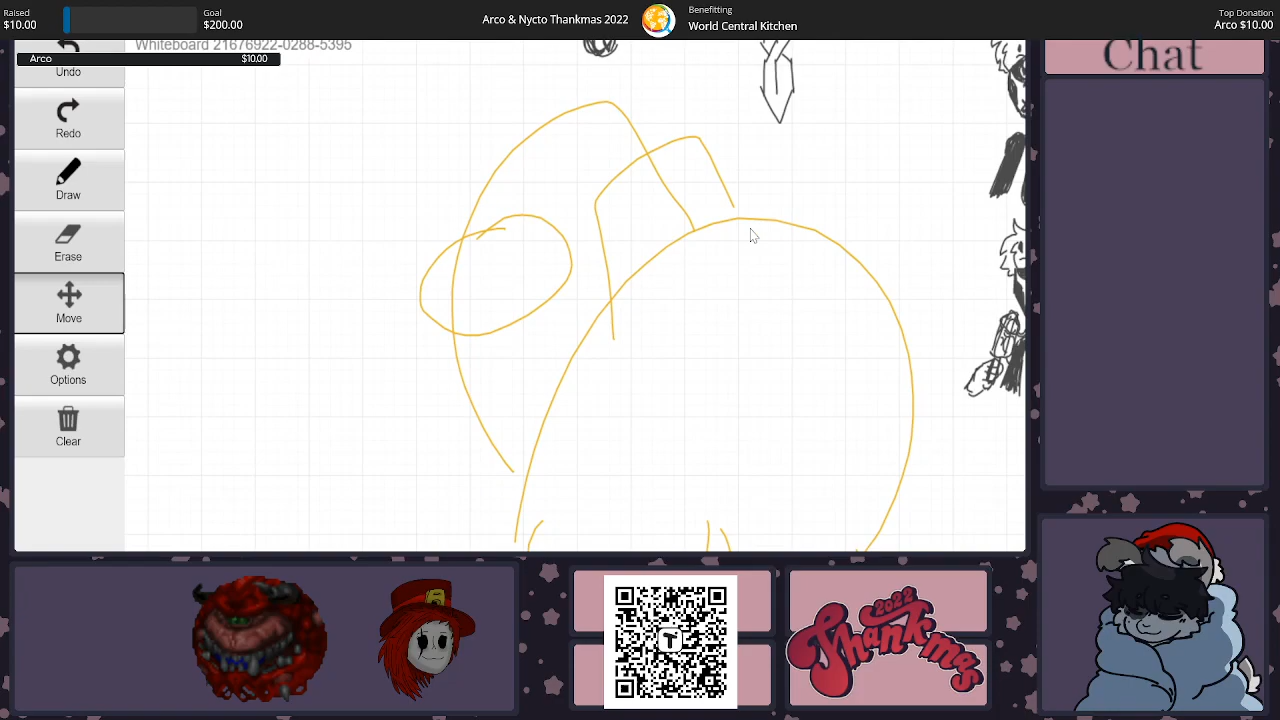 Raised
$10.00
Goal
$200.00
Arco & Nycto Thankmas 2022
Benefitting
World Central Kitchen
Top Donation
Arco $10.00
Whiteboard 21676922-0288-5395
Arco $10.00
Undo
Redo
Draw
Erase
Move
Options
Clear
Chat
T
2022
Thankmas